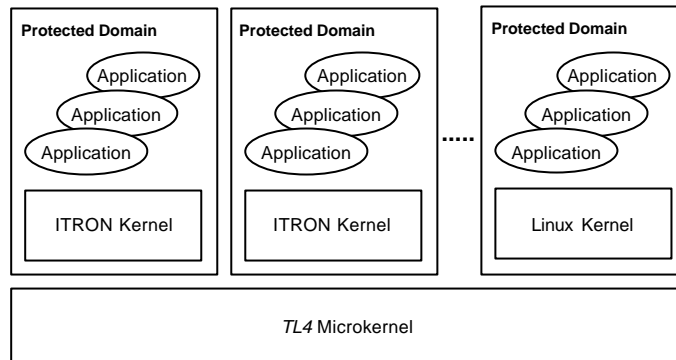 Protected Domain
Application
Application
Application
ITRON Kernel
Protected Domain
Application
Application
Application
ITRON Kernel
.....
Protected Domain
Application
Application
Application
Linux Kernel
TL4 Microkernel